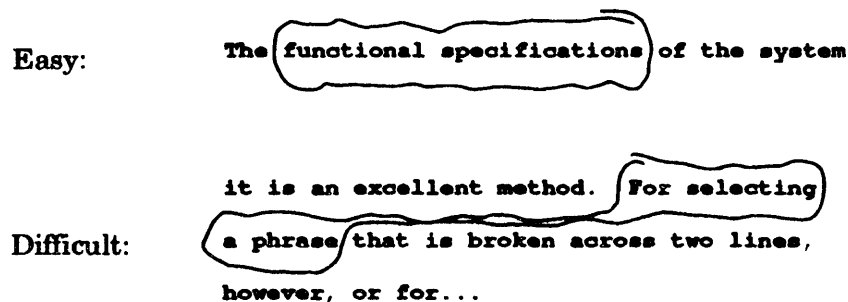 Easy: The functional specifications of the system
it is an excellent method. For selecting
Difficult: a phrase that is broken across two lines,
however, or for...